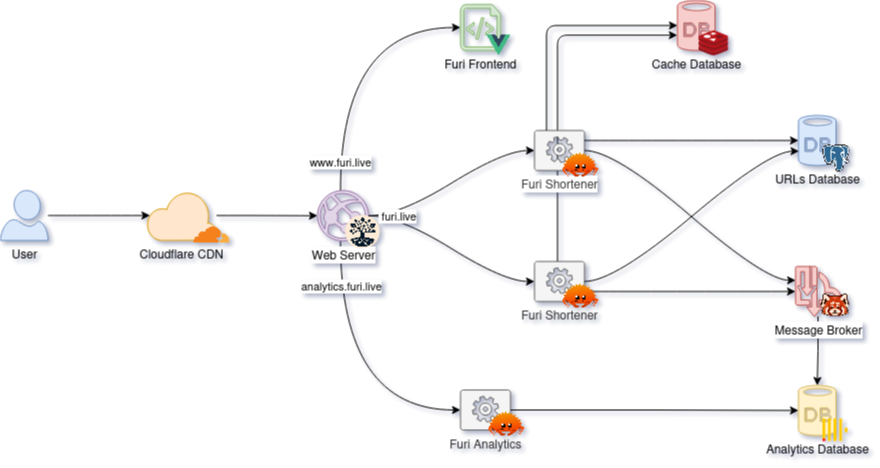 Furi Frontend
DB
Cache Database
www.furi.live
Furi Shortener
DB
URLs Database
User
Cloudflare CDN
Web Server
furi.live
analytics.furi.live
Furi Shortener
Message Broker
Furi Analytics
DB
Analytics Database